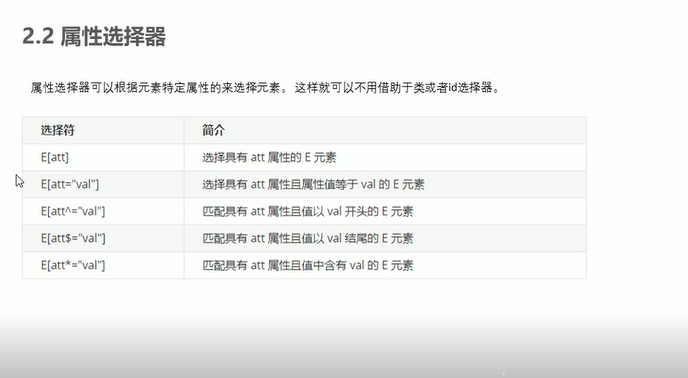 2.2 属性选择器
属性选择器可以根据元素特定属性的来选择元素。 这样就可以不用借助于类或者id选择器。
选择符 简介
E[att] 选择具有 att 属性的 E 元素
E[att="val"] 选择具有 att 属性且属性值等于 val 的 E 元素
E[att^="val"] 匹配具有 att 属性且值以 val 开头的 E 元素
E[att$="val"] 匹配具有 att 属性且值以 val 结尾的 E 元素
E[att*="val"] 匹配具有 att 属性且值中含有 val 的 E 元素